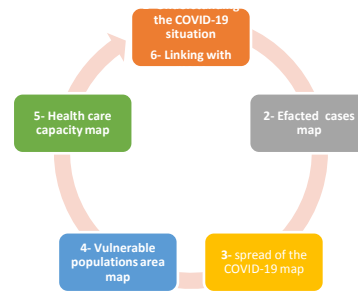 the COVID-19
situation
6- Linking with
2- Efacted cases
map
3- spread of the
COVID-19 map
4- Vulnerable
populations area
map
5- Health care
capacity map